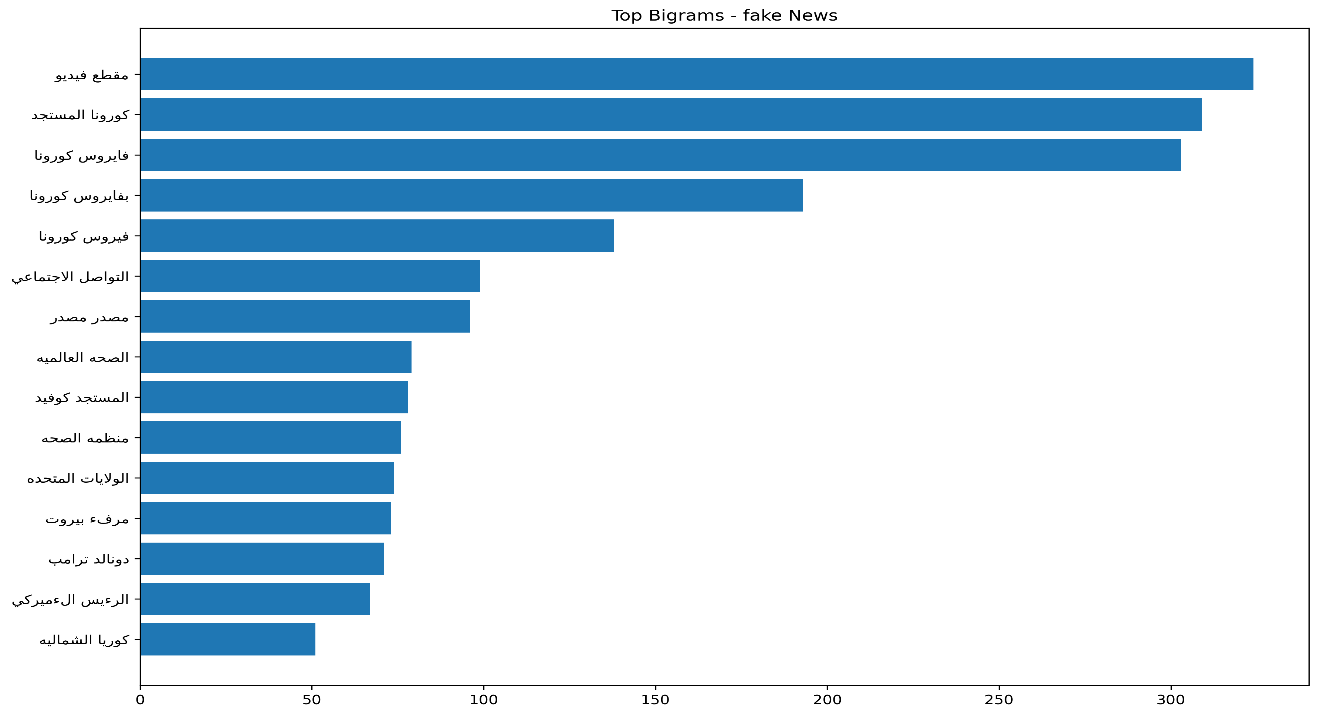 Top Bigrams - fake News
مقطع فيديو
كورونا المستجد
فايروس كورونا
بفايروس كورونا
فيروس كورونا
التواصل الاجتماعي
مصدر مصدر
الصحه العالميه
المستجد كوفيد
منظمه الصحه
الولايات المتحده
مرفء بيروت
دونالد ترامب
الرءيس الءميركي
كوريا الشماليه
0 50 100 150 200 250 300